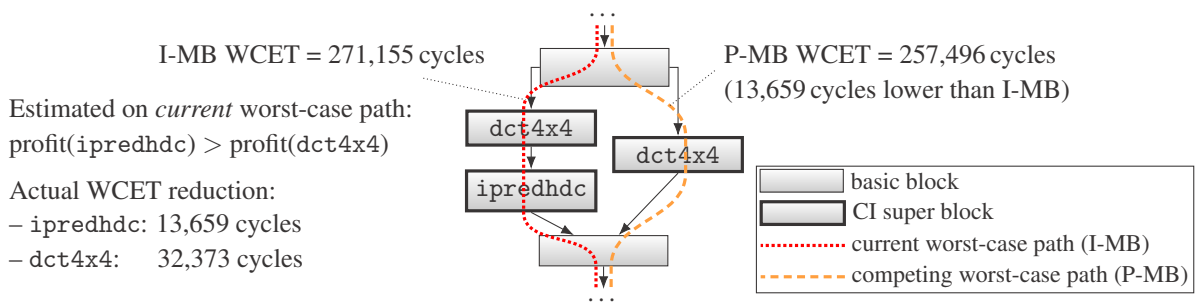 ...
I-MB WCET = 271,155 cycles
P-MB WCET = 257,496 cycles
(13,659 cycles lower than I-MB)
Estimated on current worst-case path:
profit(ipredhdc) > profit(dct4x4)
Actual WCET reduction:
– ipredhdc: 13,659 cycles
– dct4x4: 32,373 cycles
dct4x4
ipredhdc
dct4x4
...
basic block
CI super block
current worst-case path (I-MB)
competing worst-case path (P-MB)